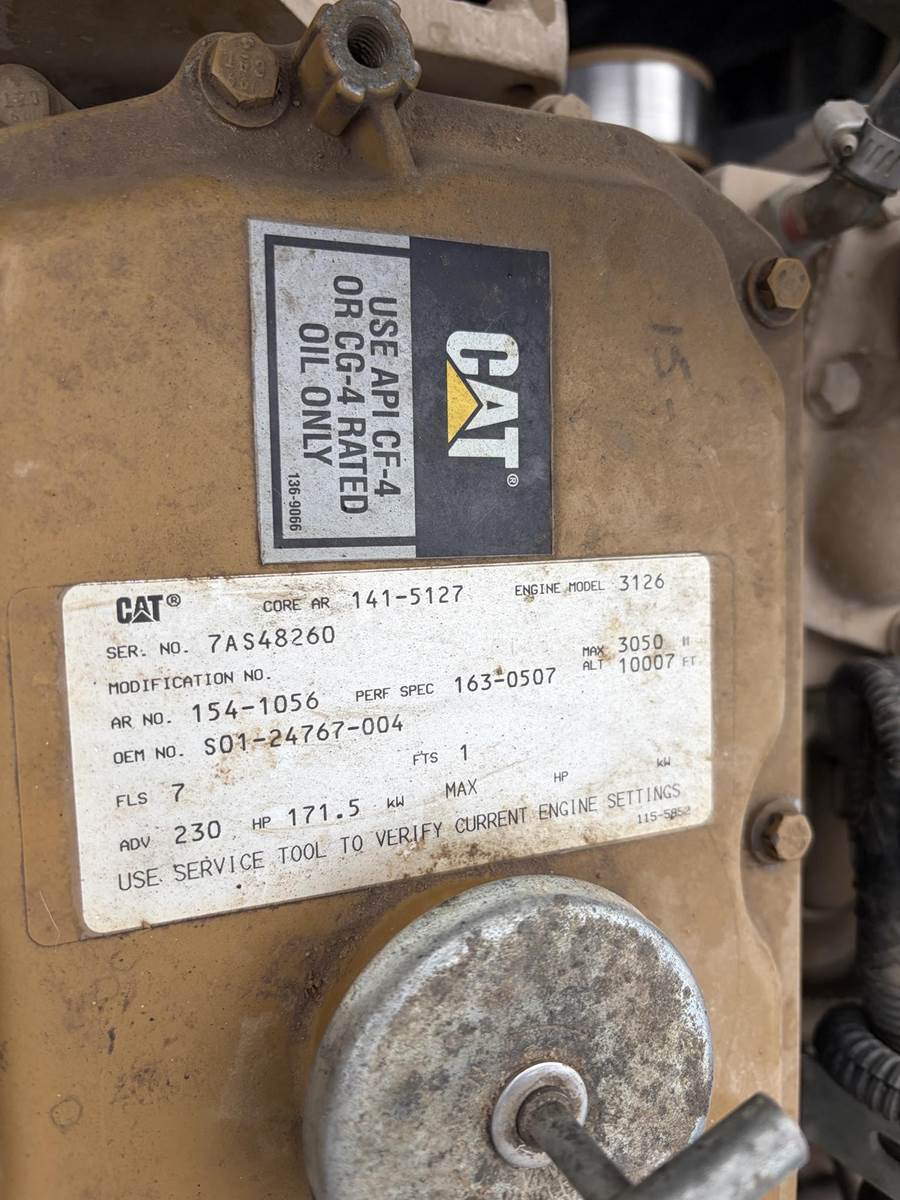 CAT®
USE API CF-4
OR CG-4 RATED
OIL ONLY
136-9066
15
CAT® CORE AR 141-5127 ENGINE MODEL 3126
SER. NO. 7AS48260
MODIFICATION NO.
AR NO. 154-1056 PERF SPEC 163-0507 MAX ALT 3050 M 10007 FT
OEM NO. S01-24767-004
FLS 7 FTS 1
ADV 230 HP 171.5 kW MAX HP kW
USE SERVICE TOOL TO VERIFY CURRENT ENGINE SETTINGS
115-5852